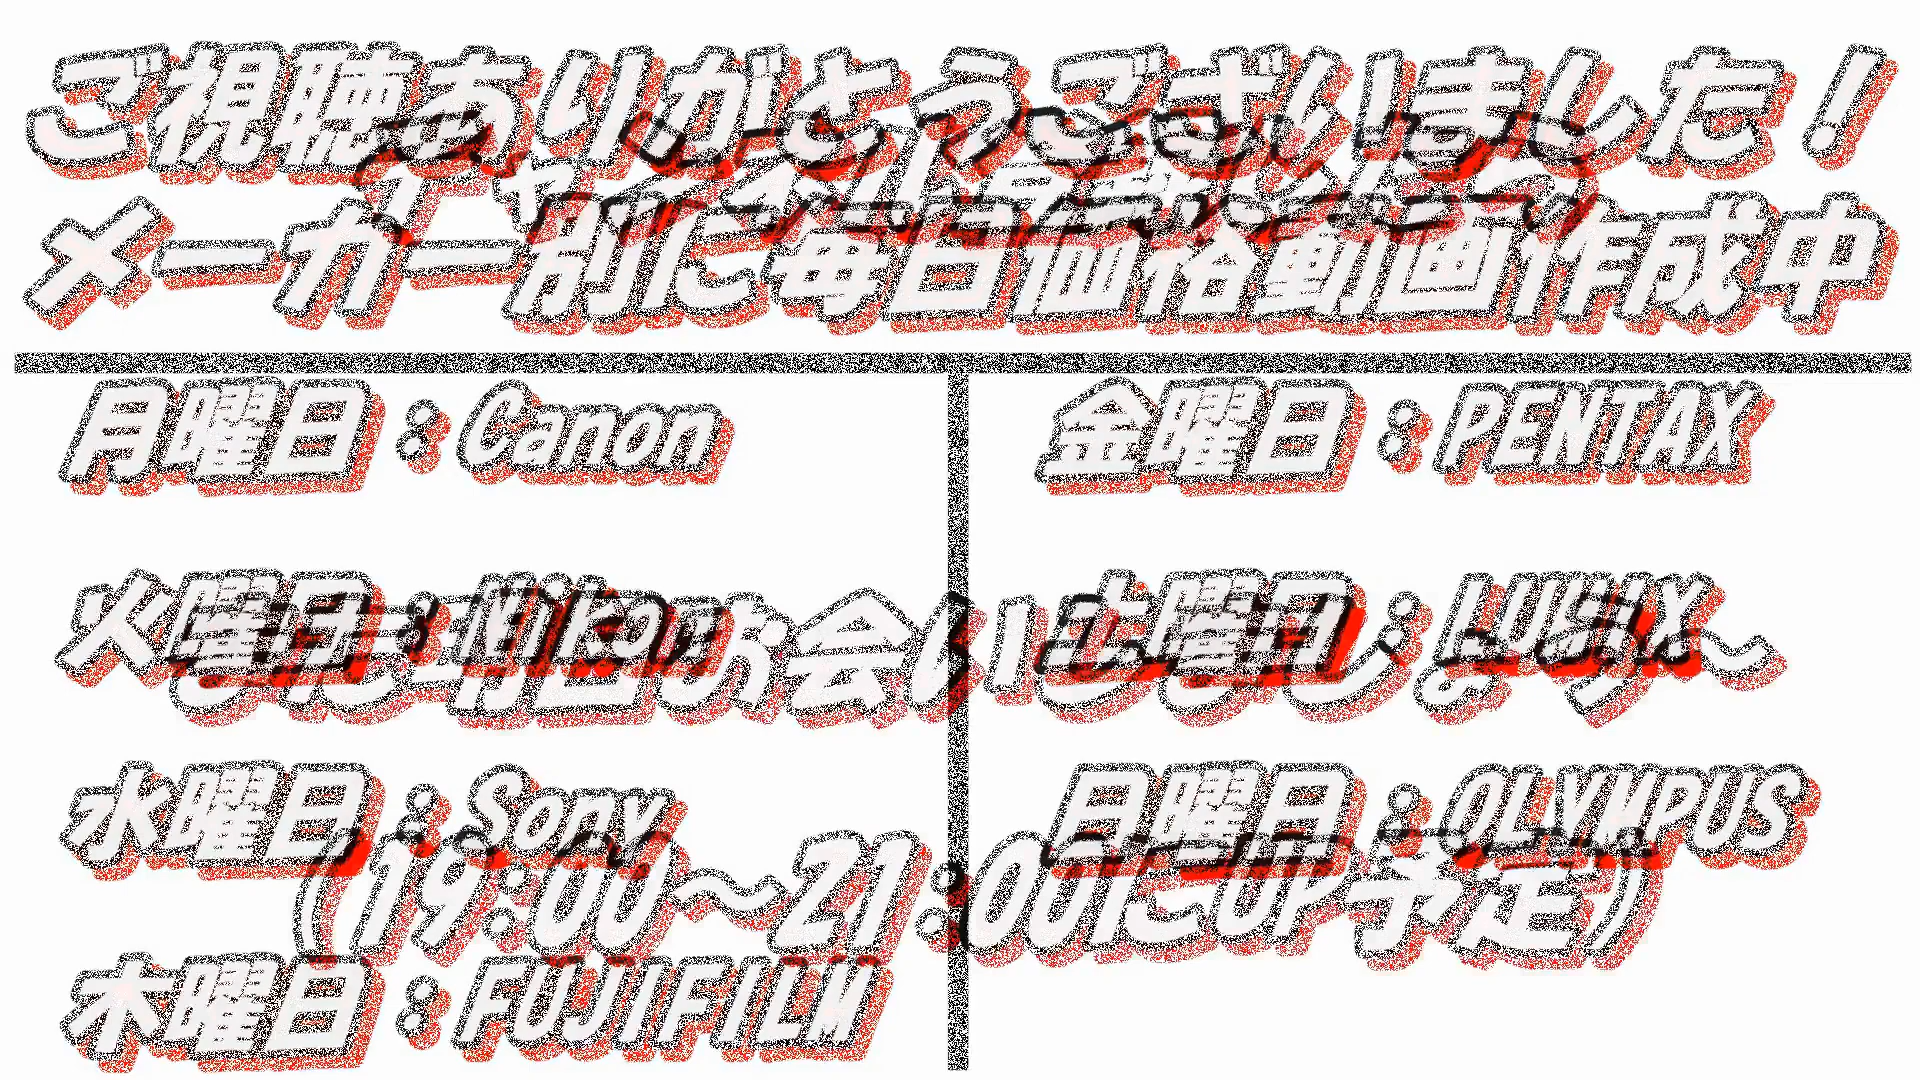 ご視聴ありがとうございました！
メーカー別に毎日価格動画作成中
月曜日：Canon
火曜日：Nikon
水曜日：Sony
木曜日：FUJIFILM
金曜日：PENTAX
土曜日：LUMIX
日曜日：OLYMPUS
また明日お会いしましょう〜
(19:00〜21:00にUP予定)